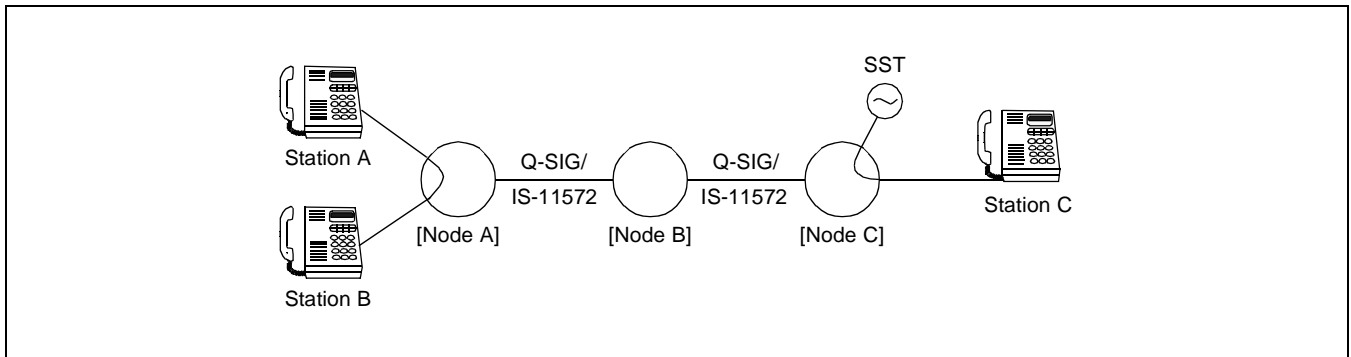 SST
Station A
Q-SIG/
IS-11572
Q-SIG/
IS-11572
Station C
[Node A]
[Node B]
[Node C]
Station B